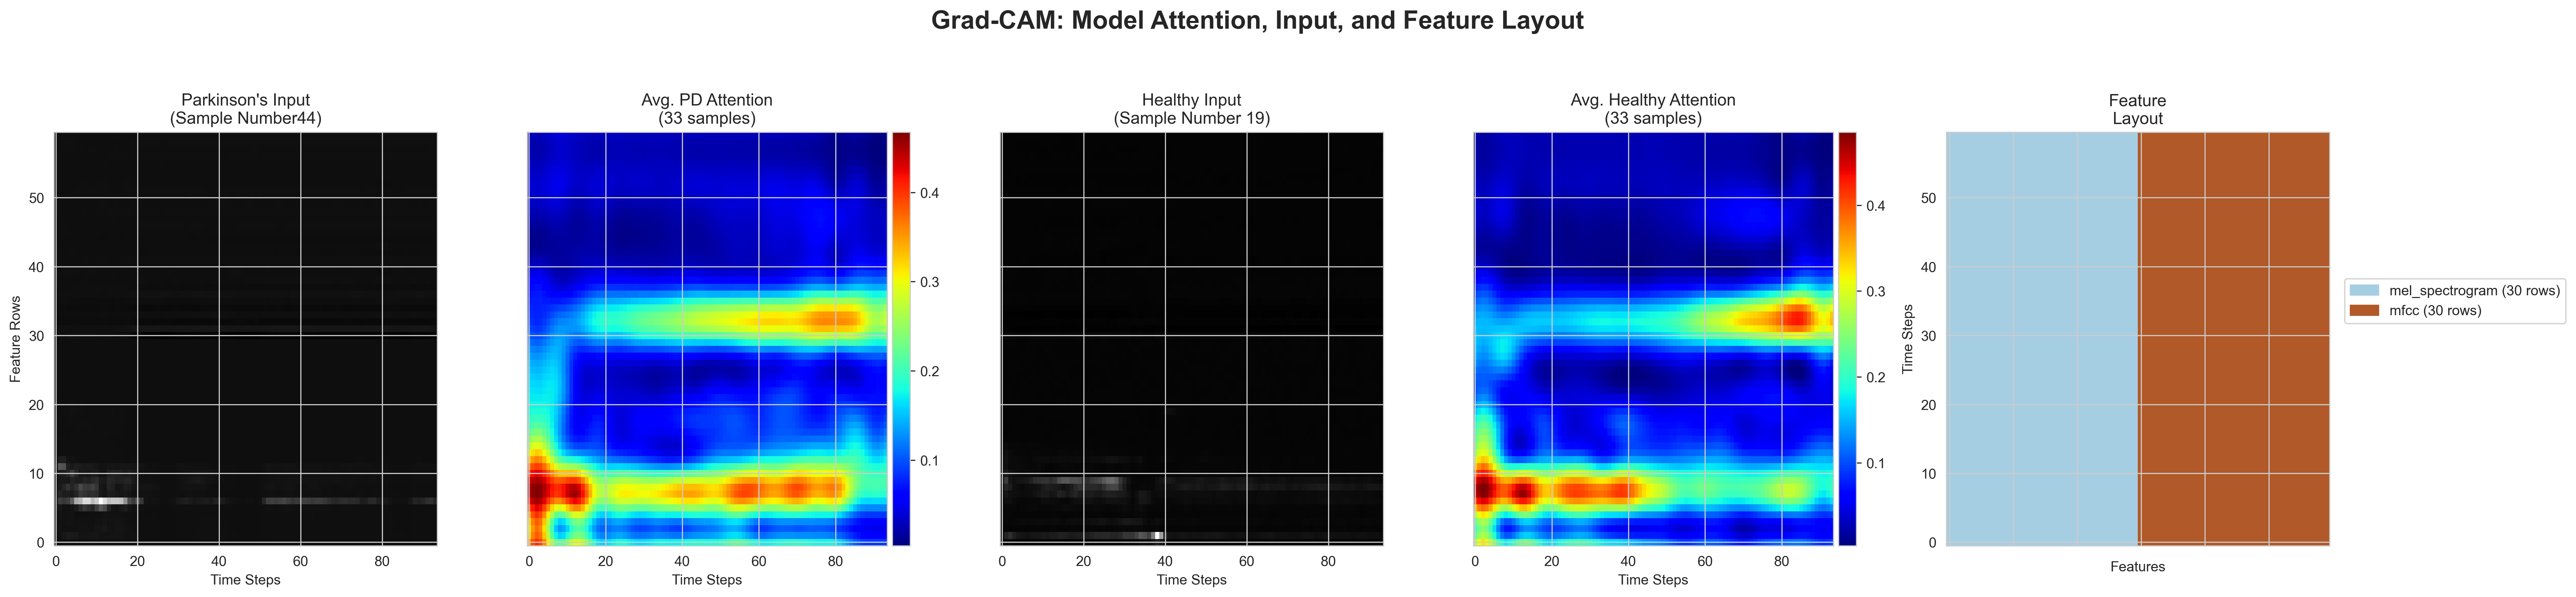 Grad-CAM: Model Attention, Input, and Feature Layout
Parkinson's Input
(Sample Number44)
Feature Rows
50
40
30
20
10
0
0 20 40 60 80
Time Steps
Avg. PD Attention
(33 samples)
0 20 40 60 80
Time Steps
0.4
0.3
0.2
0.1
Healthy Input
(Sample Number 19)
0 20 40 60 80
Time Steps
Avg. Healthy Attention
(33 samples)
0 20 40 60 80
Time Steps
0.4
0.3
0.2
0.1
Feature
Layout
Time Steps
50
40
30
20
10
0
Features
mel_spectrogram (30 rows)
mfcc (30 rows)